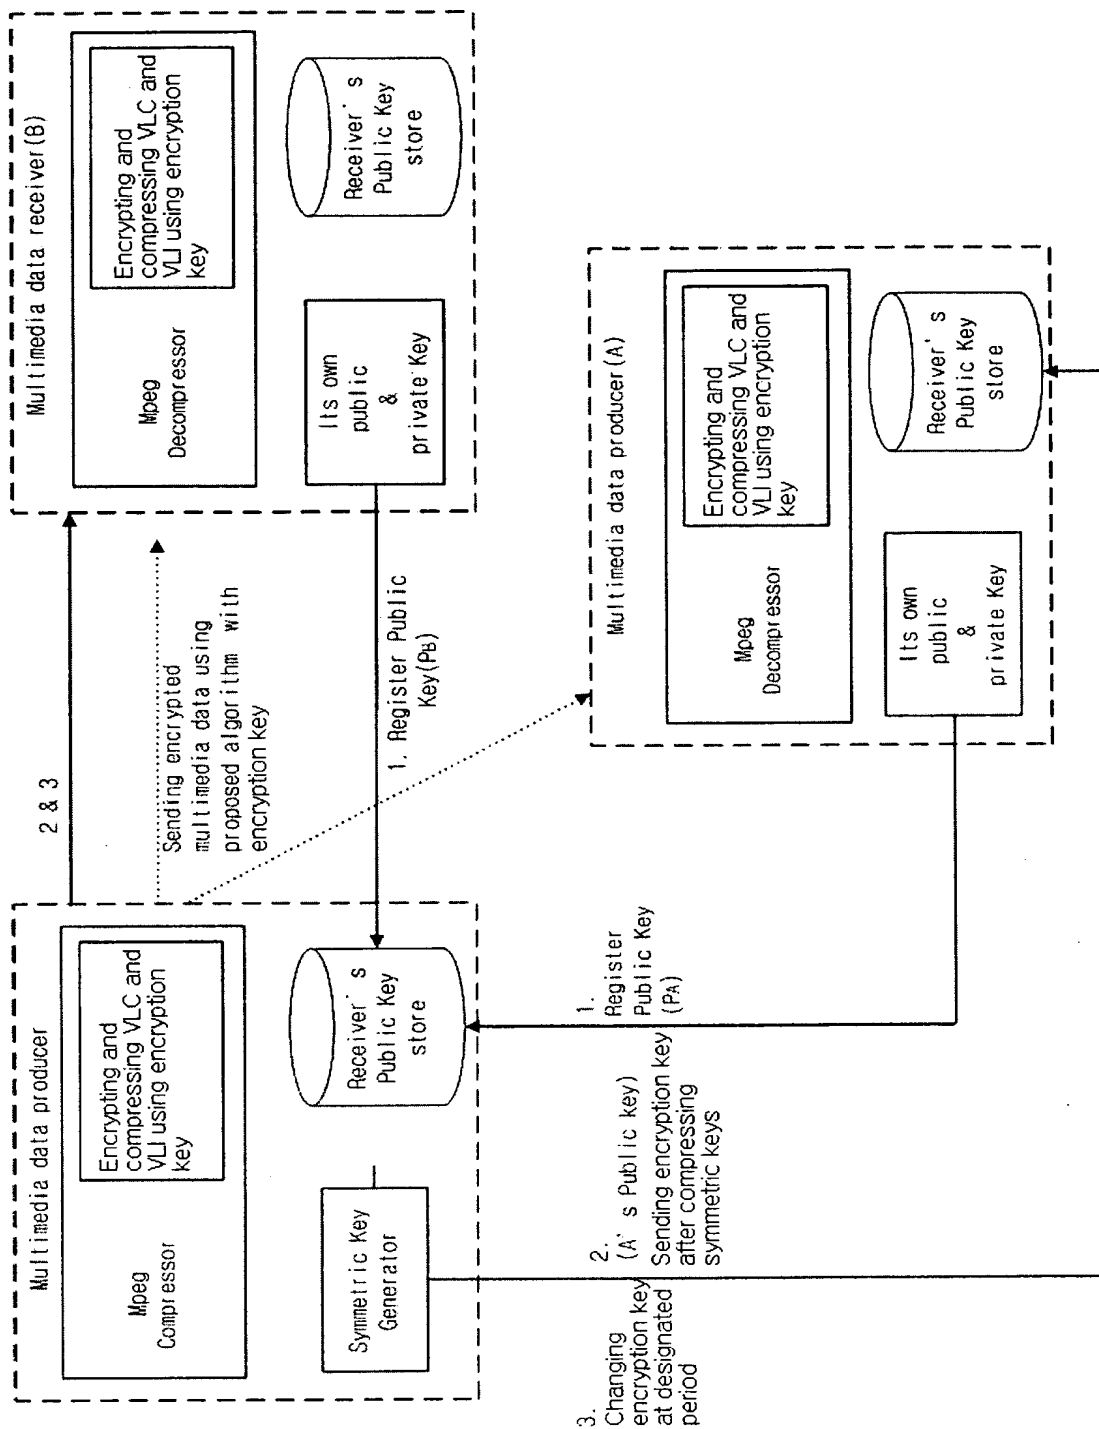 Multimedia data producer
Mpeg
Compressor
Encrypting and
compressing VLC and
VLI using encryption
key
Symmetric Key
Generator
Receiver's
Public Key
store
2 & 3
Sending encrypted
multimedia data using
proposed algorithm with
encryption key
1. Register Public
Key(PB)
Multimedia data receiver(B)
Mpeg
Decompressor
Encrypting and
compressing VLC and
VLI using encryption
key
Its own
public
&
private Key
Receiver's
Public Key
store
3.
Changing
encryption key
at designated
period
2.
(A's Public key)
Sending encryption key
after compressing
symmetric keys
1.
Register
Public Key
(PA)
Multimedia data producer(A)
Mpeg
Decompressor
Encrypting and
compressing VLC and
VLI using encryption
key
Its own
public
&
private Key
Receiver's
Public Key
store